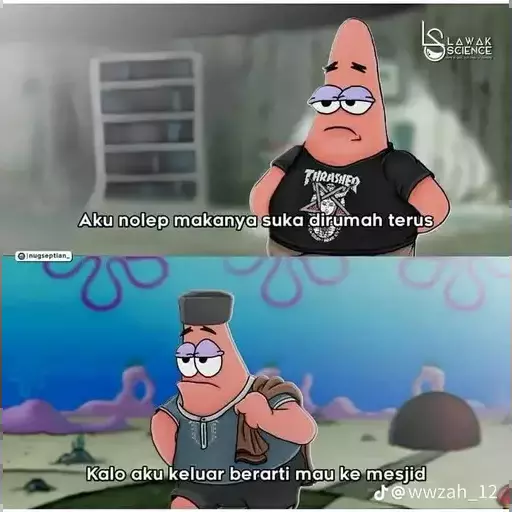 LAWAK
SCIENCE
THRASHER
Aku nolep makanya suka dirumah terus
@nugseptian_
Kalo aku keluar berarti mau ke mesjid
@wwzah_12